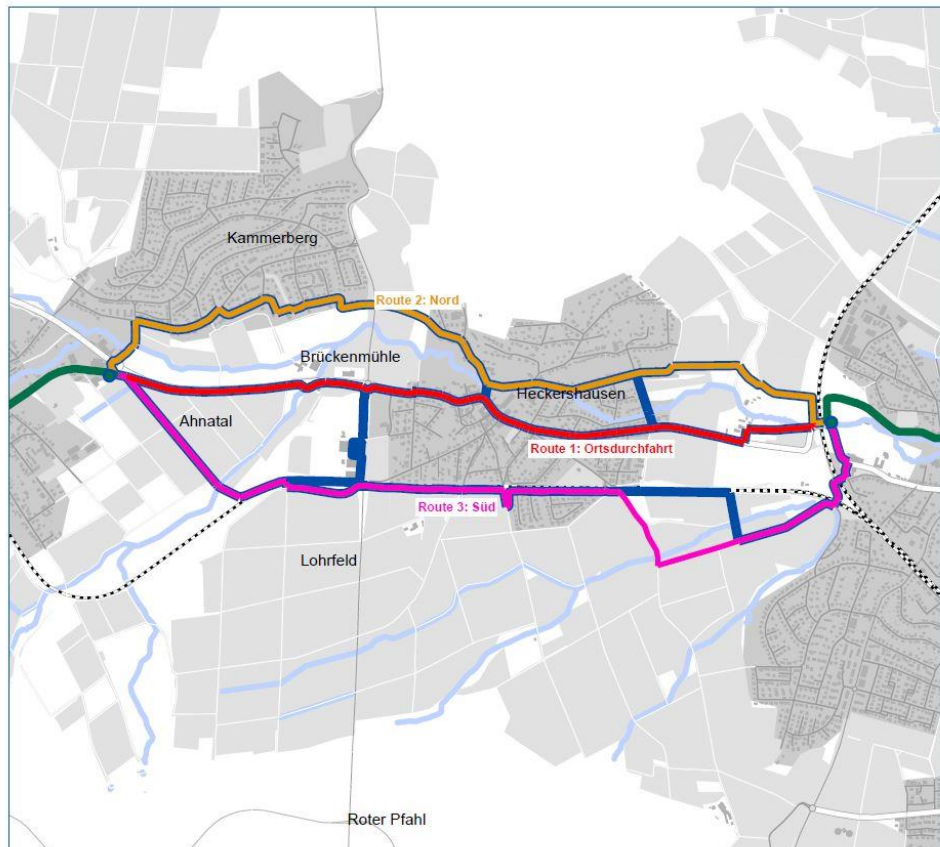 Kammerberg
Route 2: Nord
Brückenmühle
Heckershausen
Ahnatal
Route 1: Ortsdurchfahrt
Route 3: Süd
Lohrfeld
Roter Pfahl